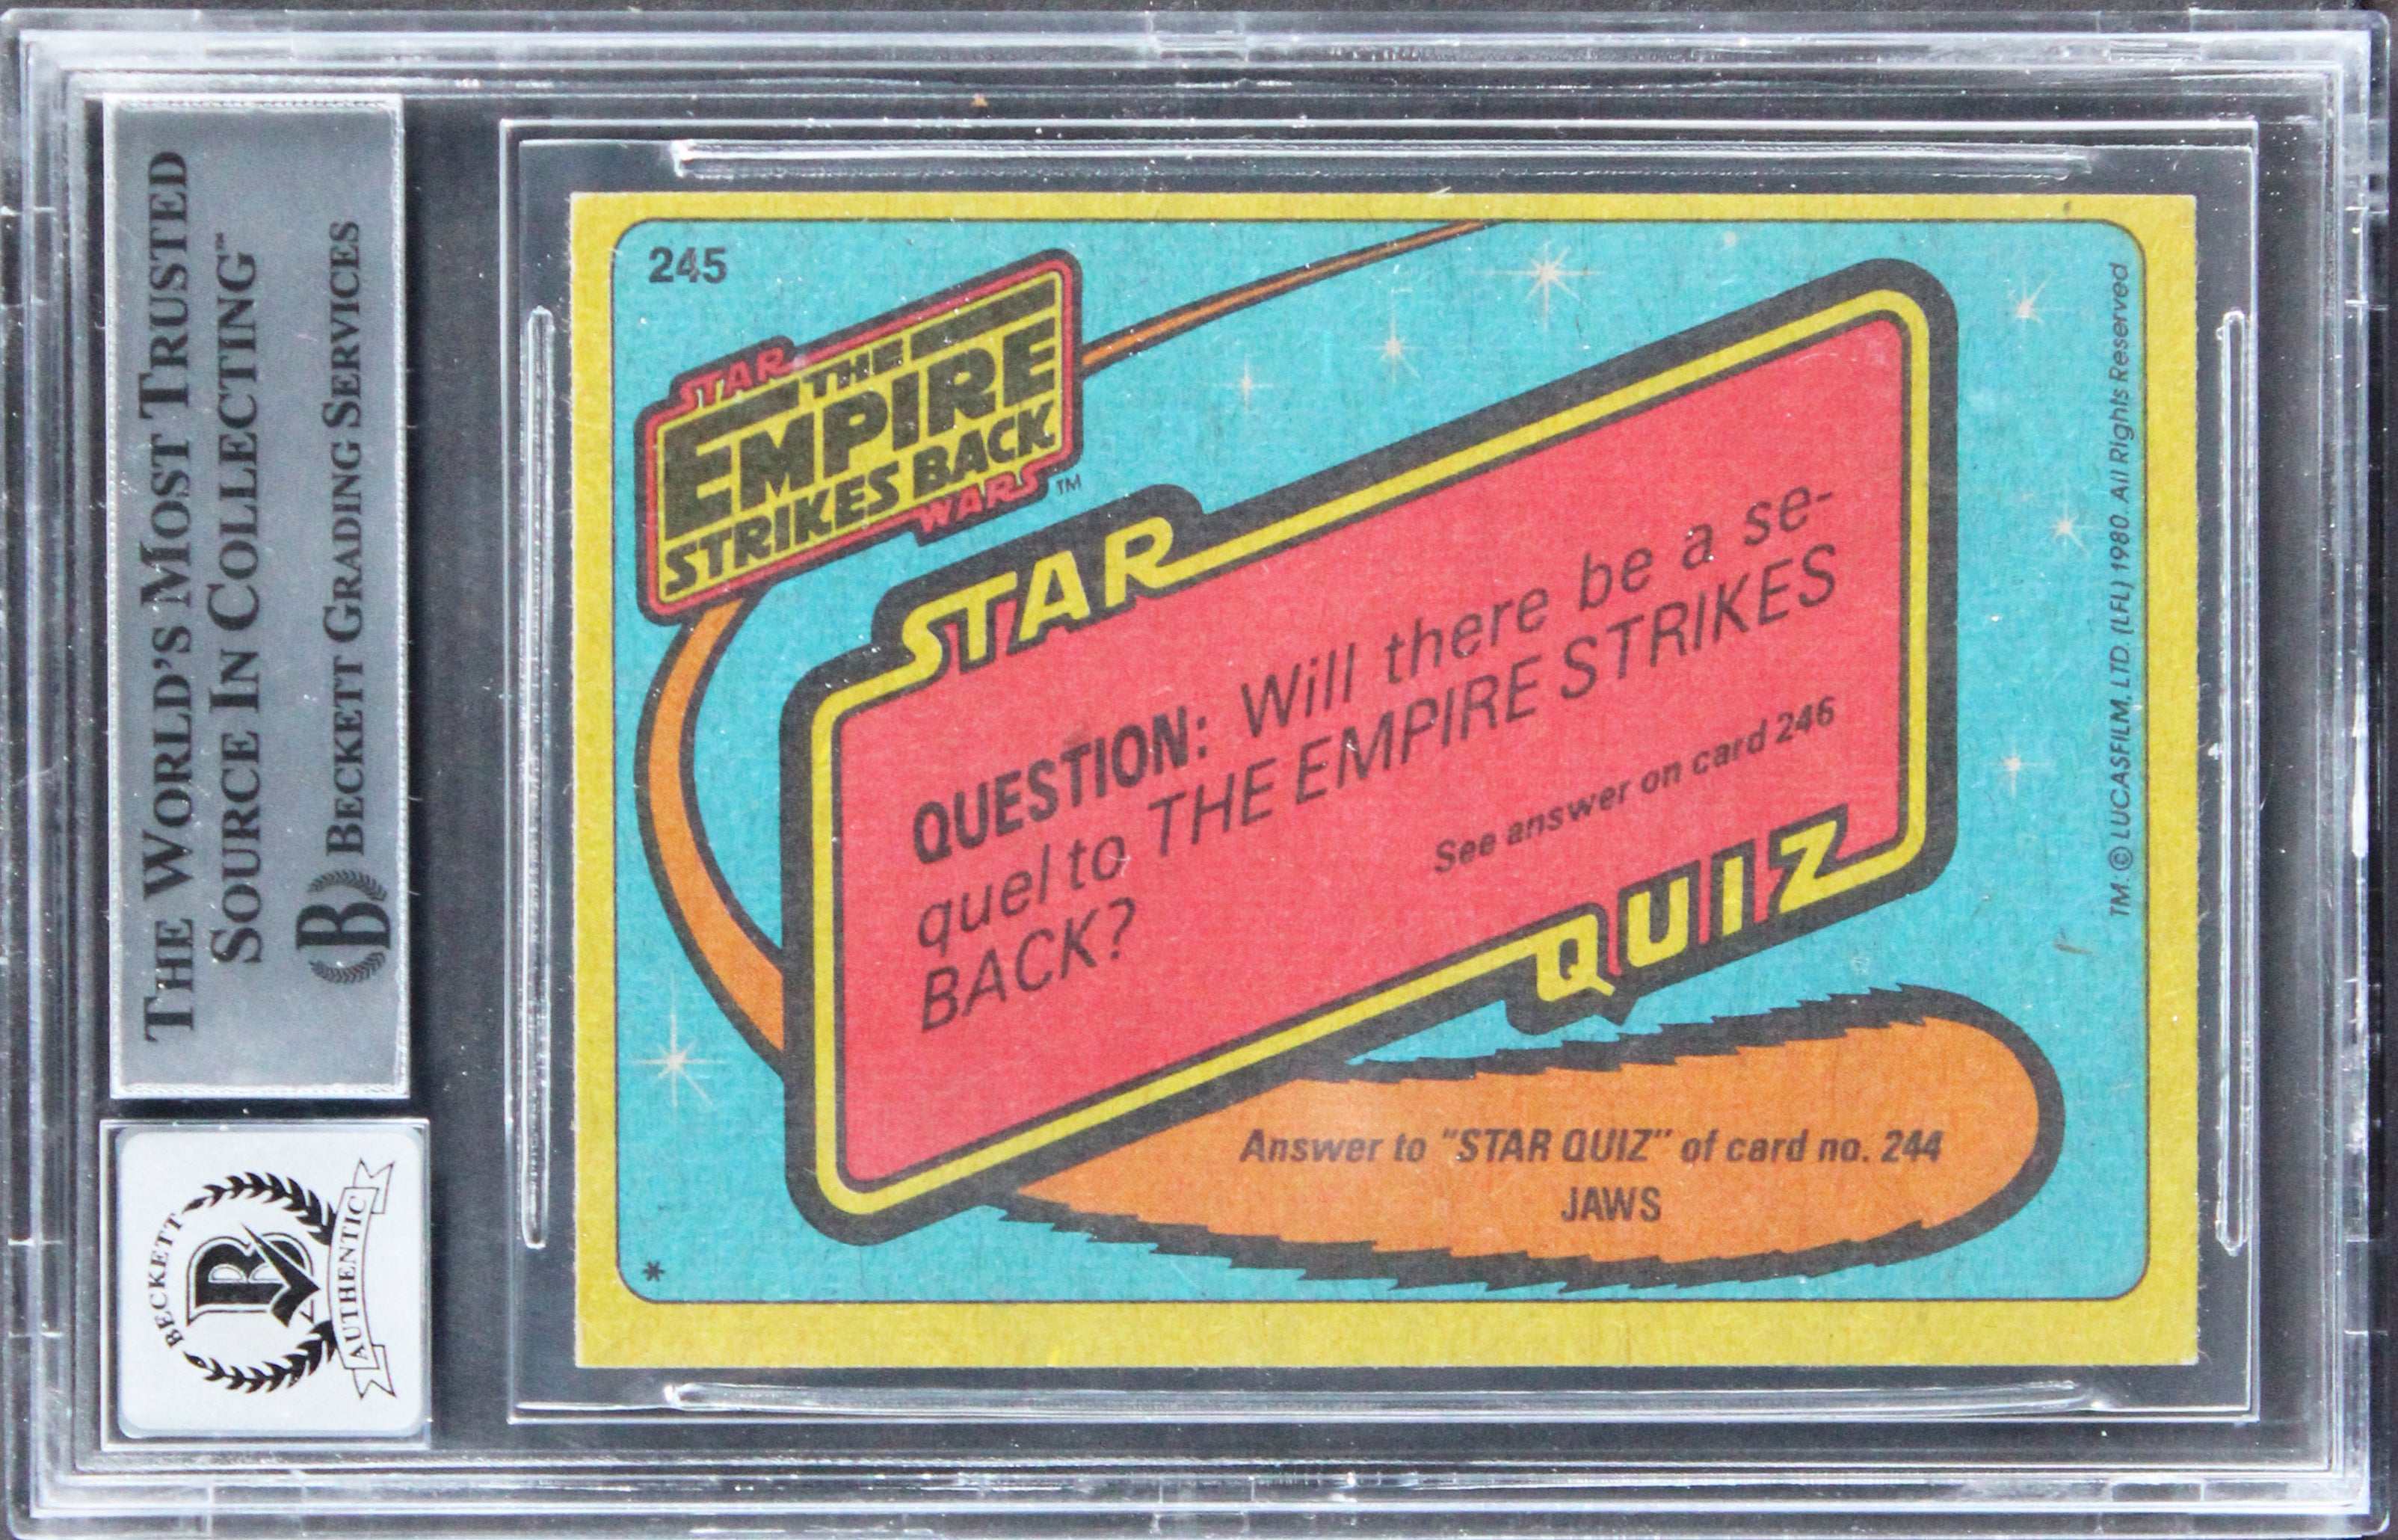 THE WORLD'S MOST TRUSTED
SOURCE IN COLLECTING™
BECKETT GRADING SERVICES
B
BECKETT
B
AUTHENTIC
245
STAR
THE
EMPIRE
STRIKES BACK
WARS™
STAR
QUESTION: Will there be a se-
quel to THE EMPIRE STRIKES
BACK?
See answer on card 246
QUIZ
Answer to "STAR QUIZ" of card no. 244
JAWS
*
TM: © LUCASFILM, LTD. (LFL) 1980. All Rights Reserved